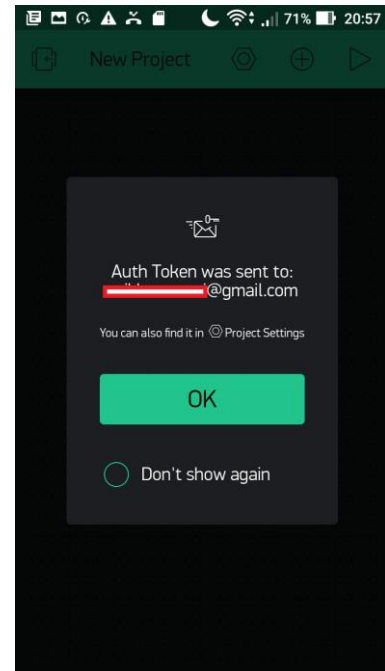 71% 20:57
New Project
Auth Token was sent to:
@gmail.com
You can also find it in Project Settings
OK
Don't show again